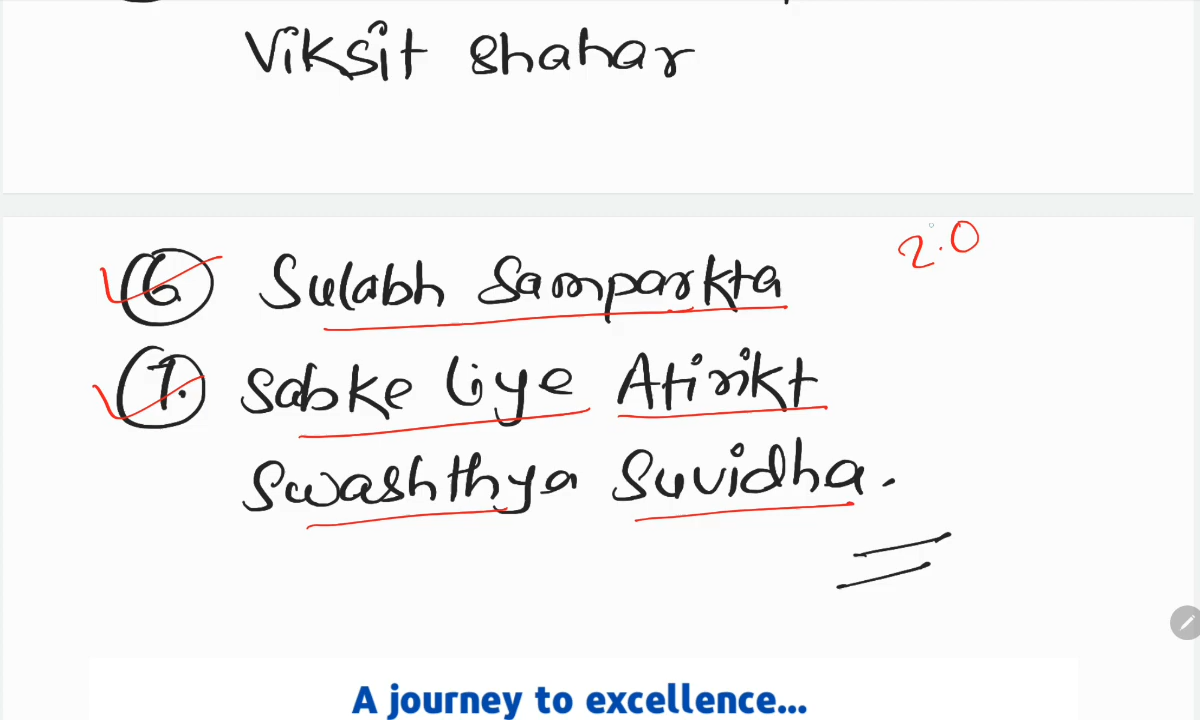 Viksit Shahar
2.0
6. Sulabh Samparkta
7. Sabke liye Atirikt
Swashthya Suvidha.
A journey to excellence...